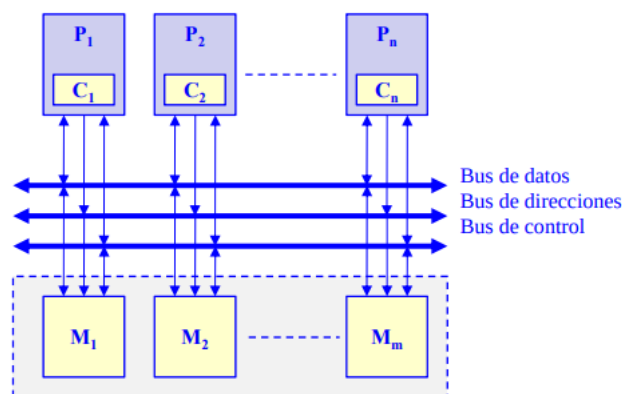 P1 P2 Pn
C1 C2 Cn
Bus de datos
Bus de direcciones
Bus de control
M1 M2 Mm